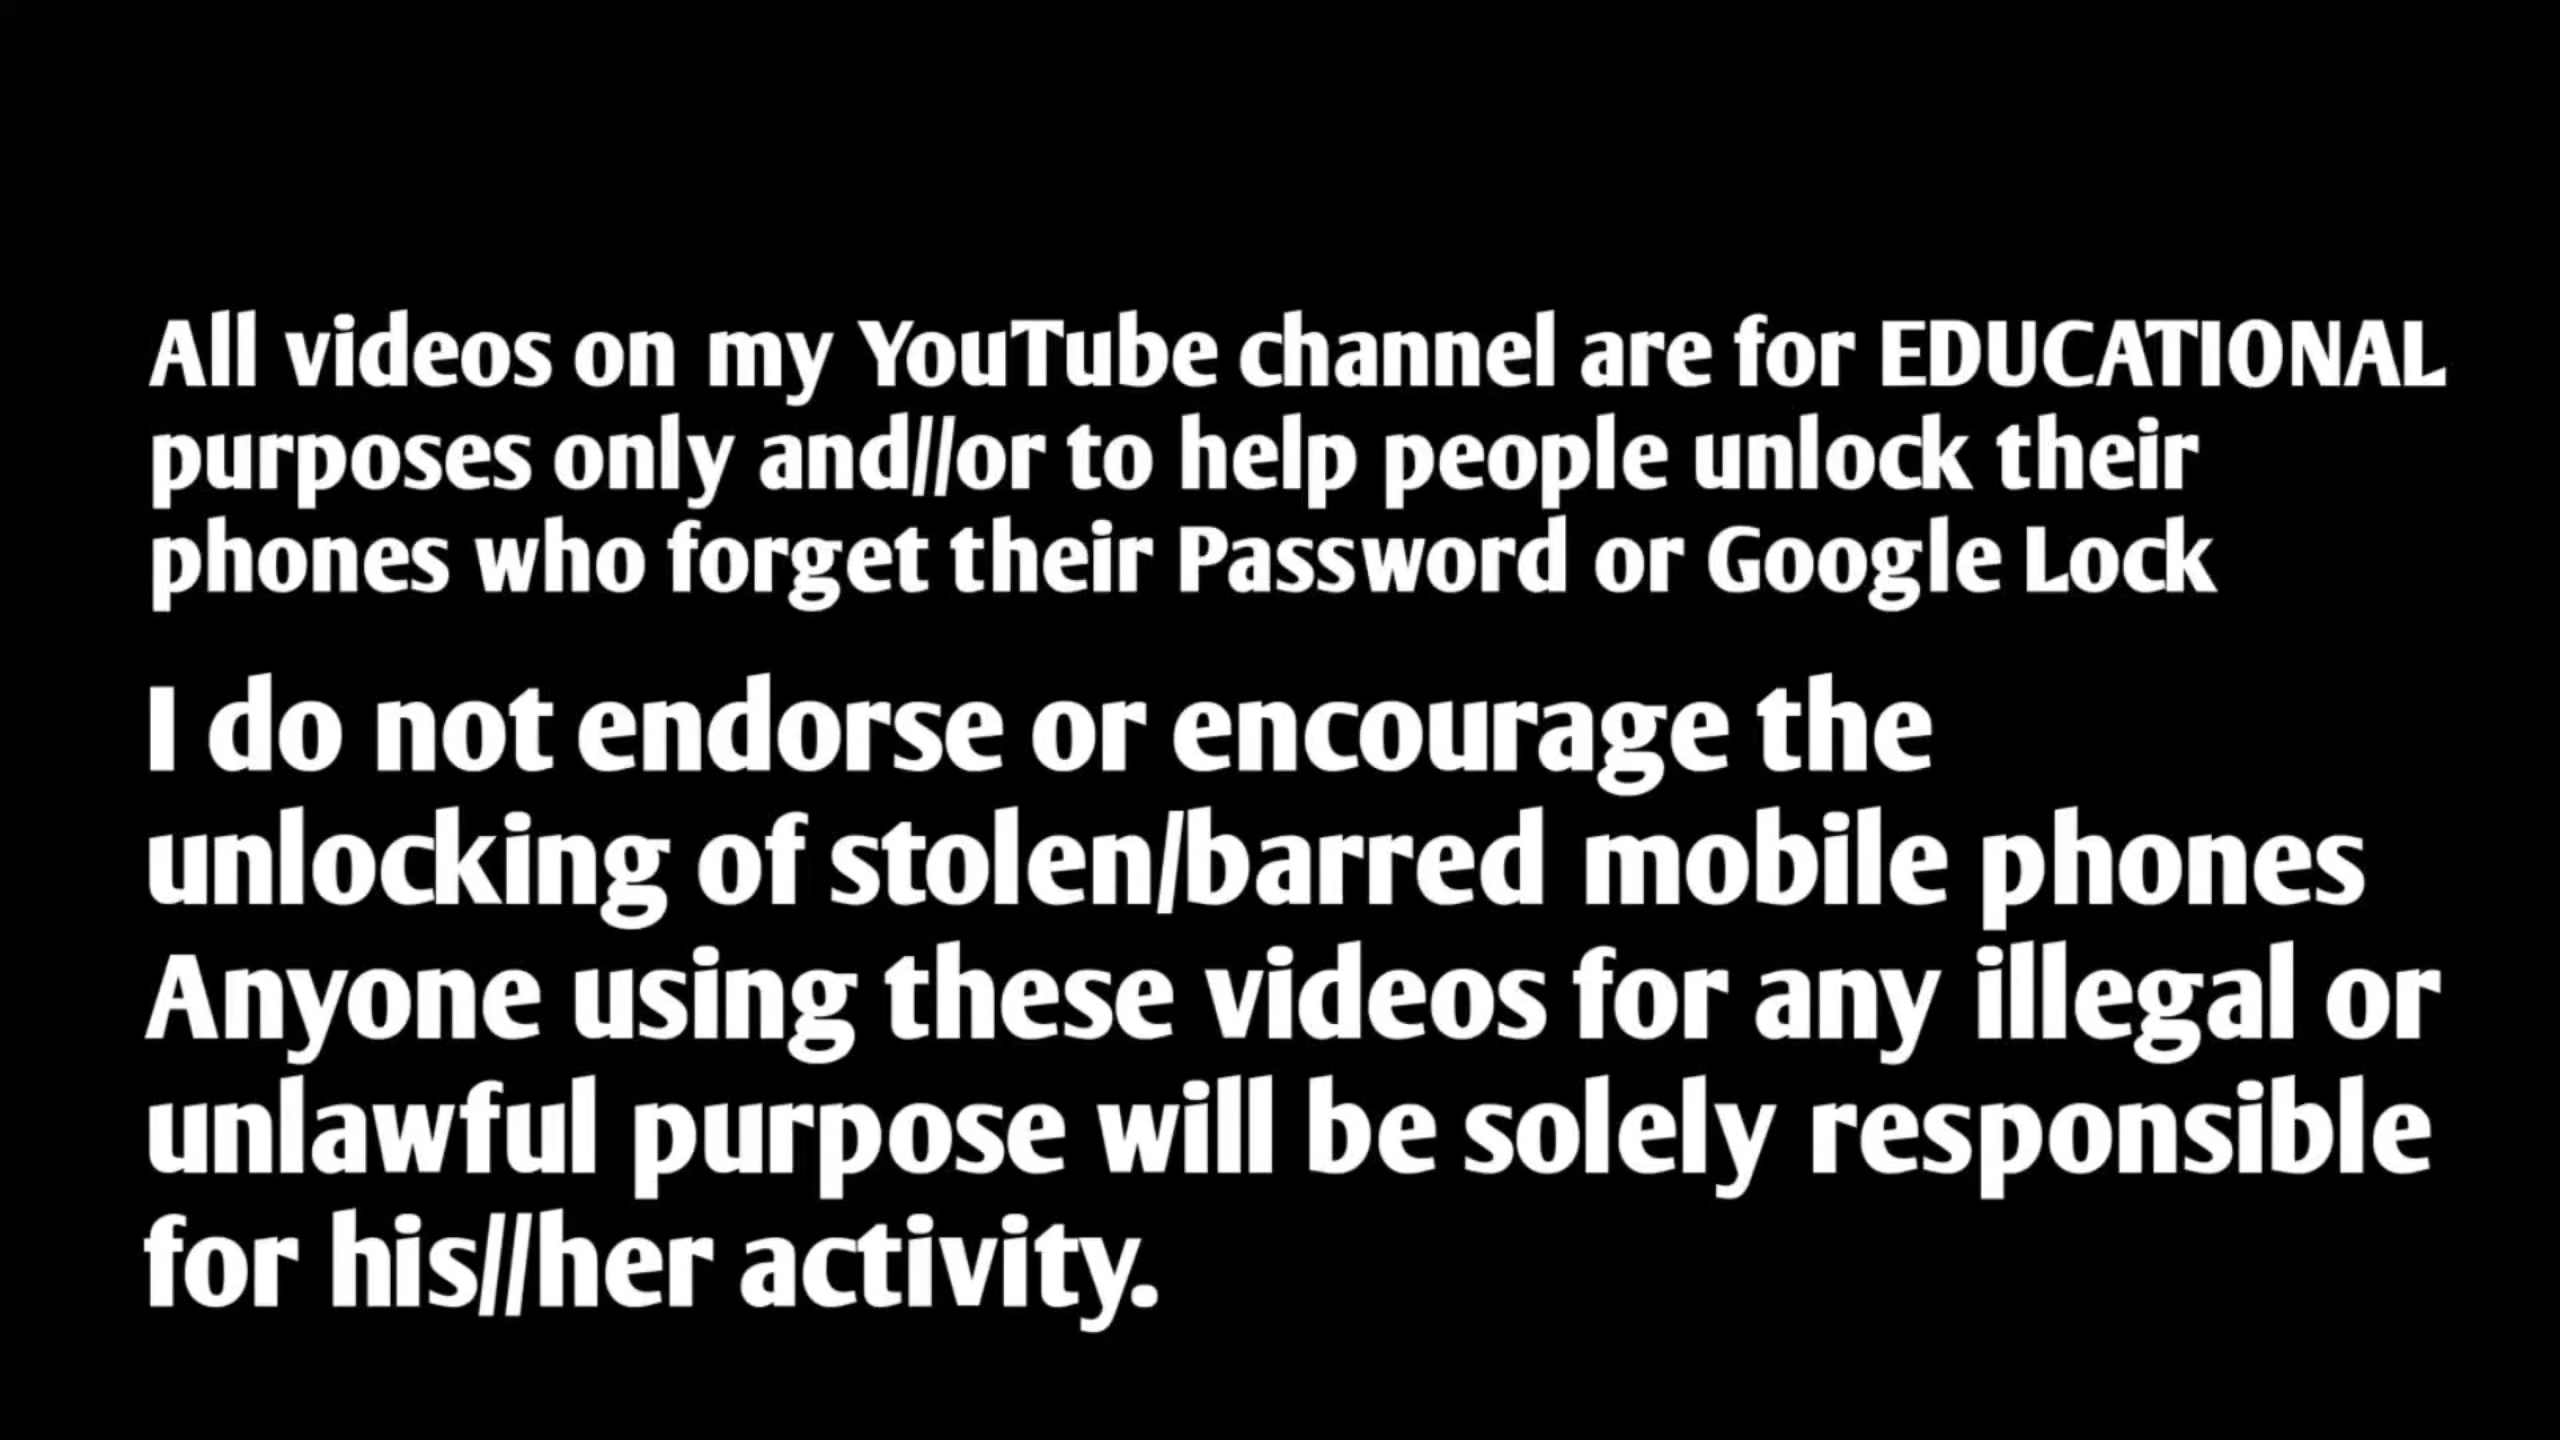 All videos on my YouTube channel are for EDUCATIONAL
purposes only and//or to help people unlock their
phones who forget their Password or Google Lock
I do not endorse or encourage the
unlocking of stolen/barred mobile phones
Anyone using these videos for any illegal or
unlawful purpose will be solely responsible
for his//her activity.